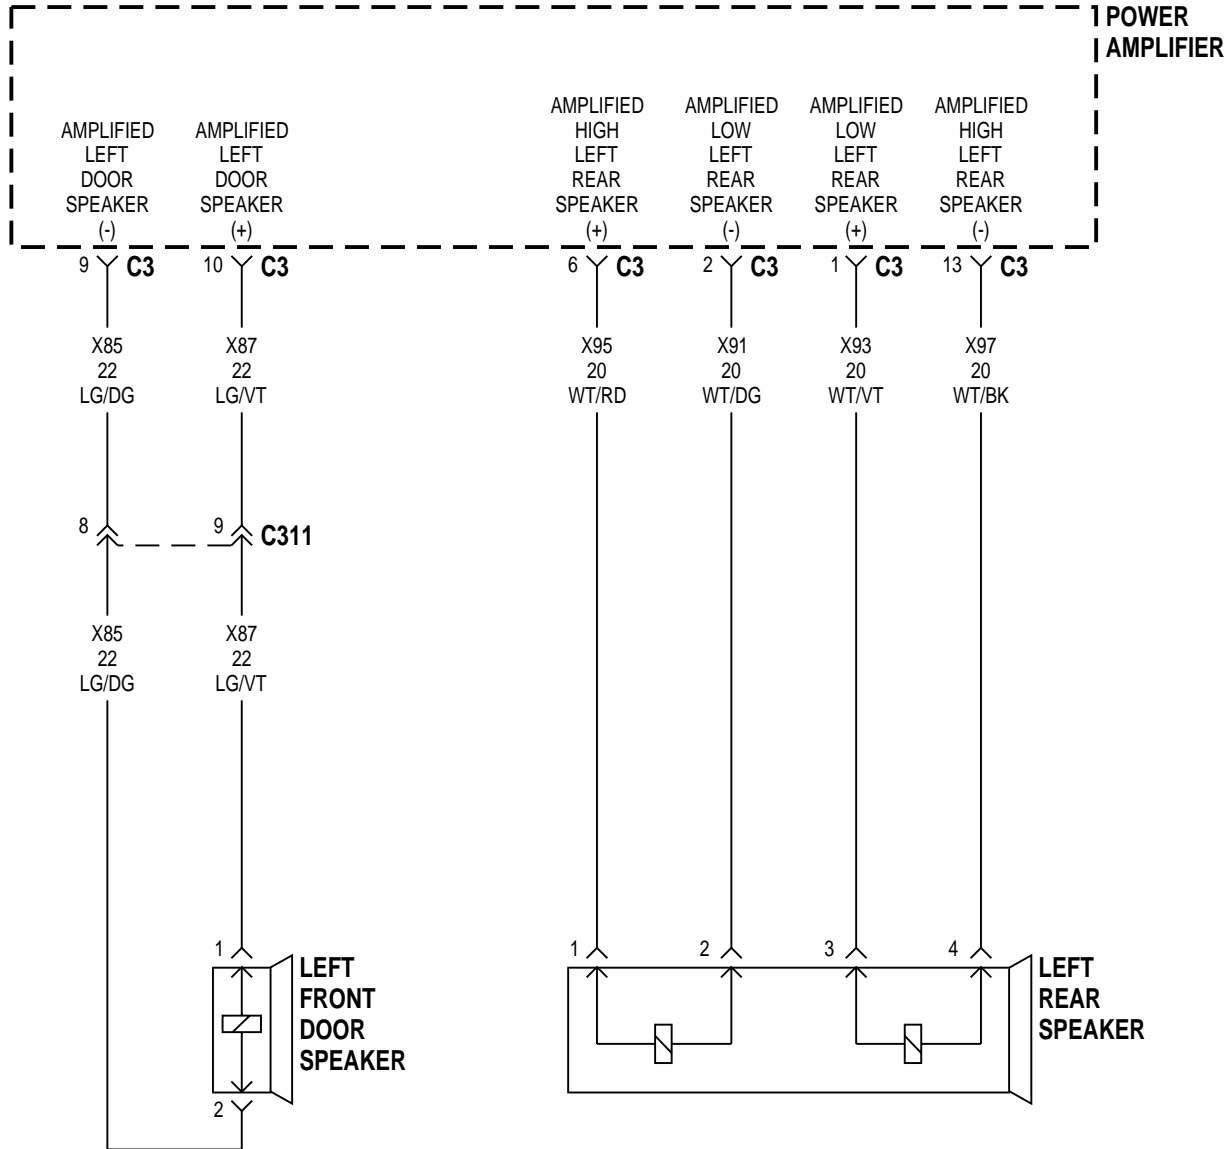 POWER
AMPLIFIER
AMPLIFIED
LEFT
DOOR
SPEAKER
(-)
AMPLIFIED
LEFT
DOOR
SPEAKER
(+)
AMPLIFIED
HIGH
LEFT
REAR
SPEAKER
(+)
AMPLIFIED
LOW
LEFT
REAR
SPEAKER
(-)
AMPLIFIED
LOW
LEFT
REAR
SPEAKER
(+)
AMPLIFIED
HIGH
LEFT
REAR
SPEAKER
(-)
9 C3
10 C3
6 C3
2 C3
1 C3
13 C3
X85
22
LG/DG
X87
22
LG/VT
X95
20
WT/RD
X91
20
WT/DG
X93
20
WT/VT
X97
20
WT/BK
8
9
C311
X85
22
LG/DG
X87
22
LG/VT
1
LEFT
FRONT
DOOR
SPEAKER
2
1
2
3
4
LEFT
REAR
SPEAKER